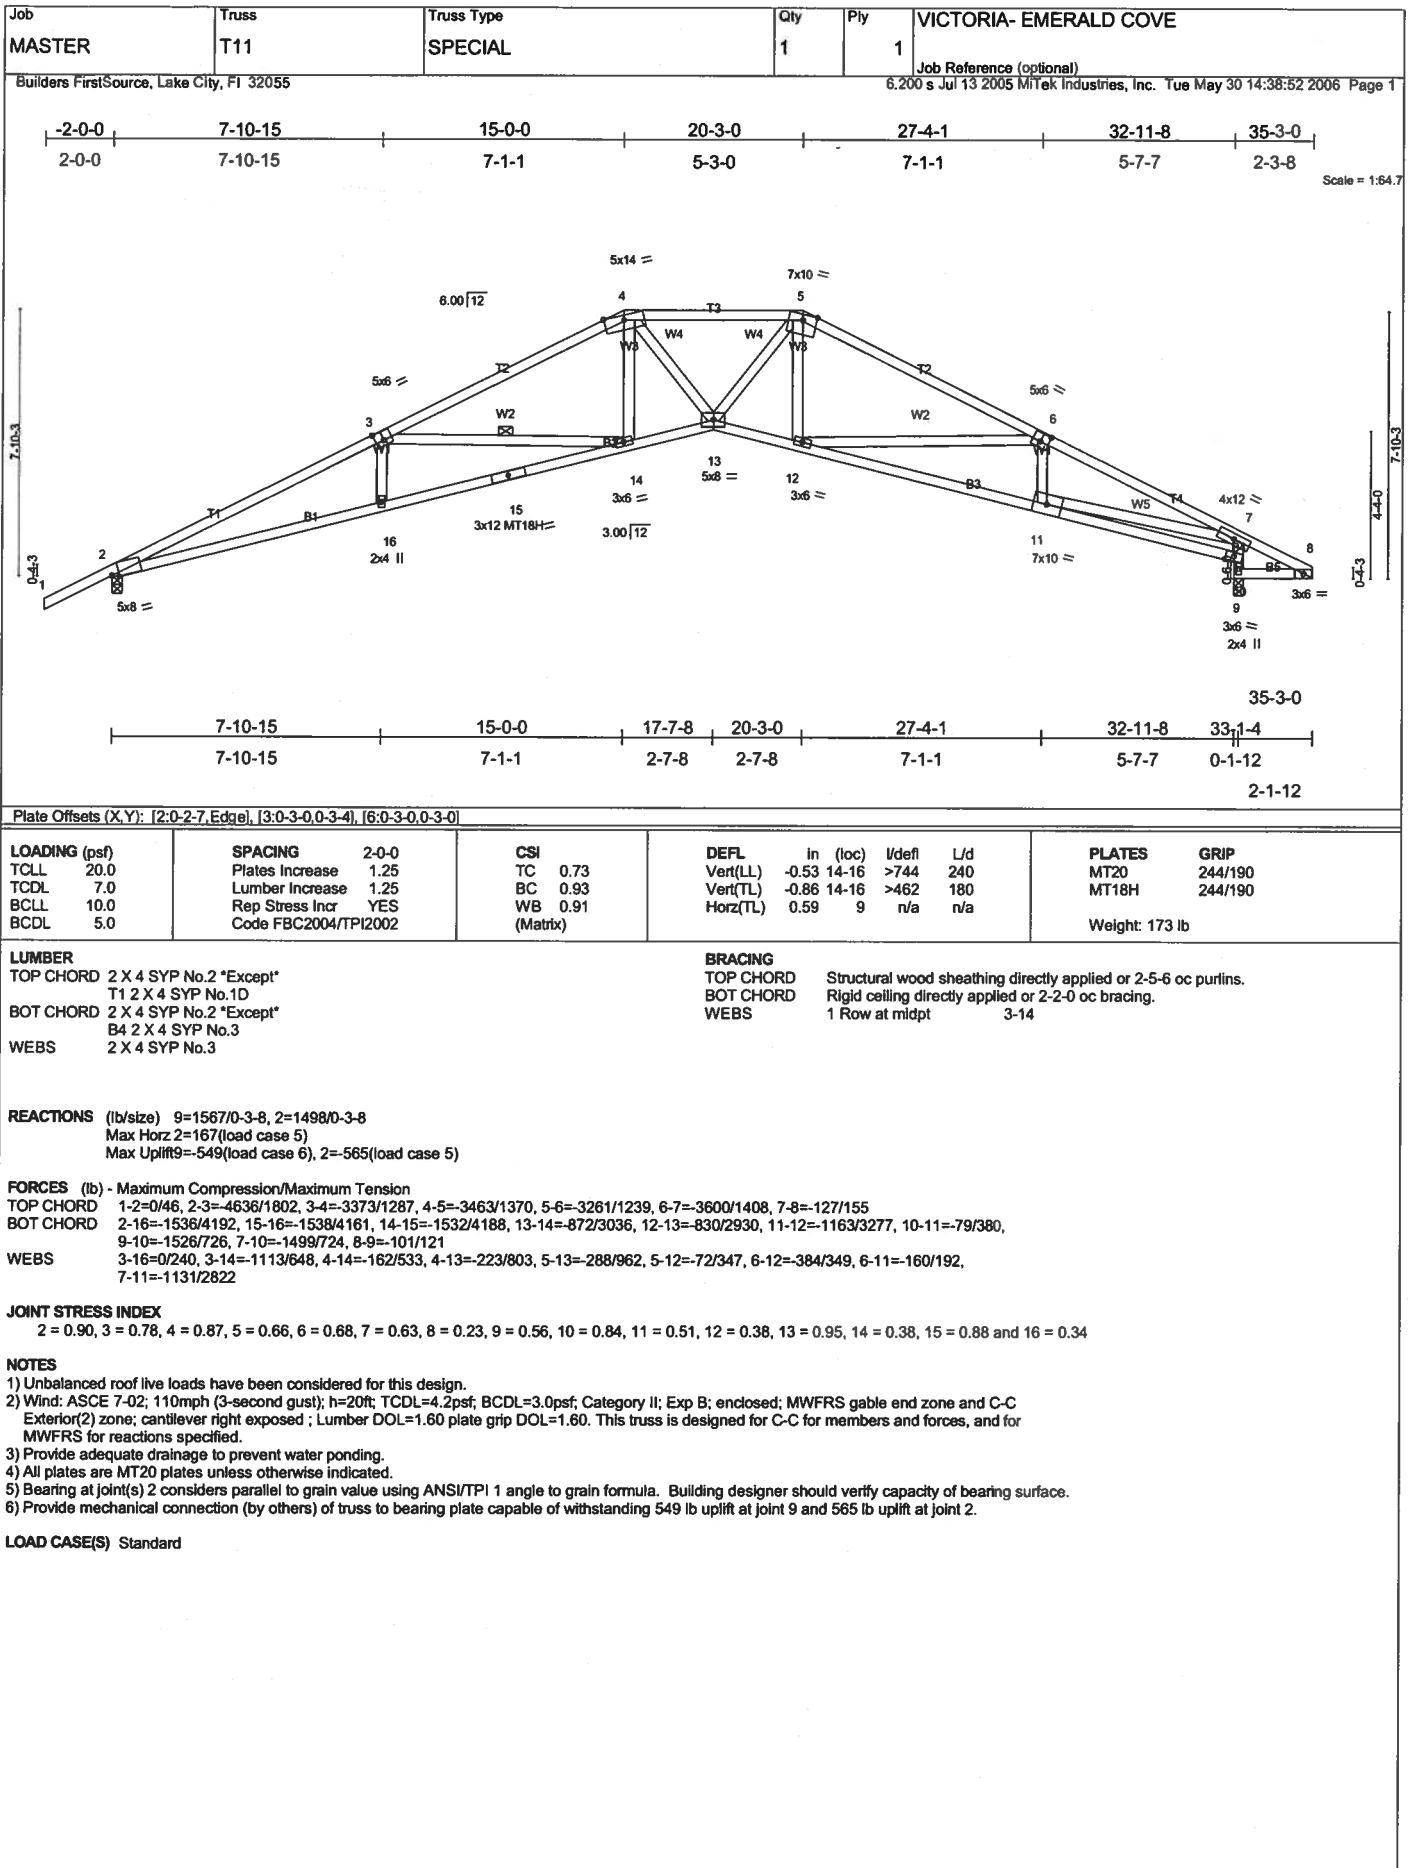 Job Truss Truss Type Qty Ply VICTORIA- EMERALD COVE
MASTER T11 SPECIAL 1 1
Job Reference (optional)
Builders FirstSource, Lake City, Fl 32055 6.200 s Jul 13 2005 MiTek Industries, Inc. Tue May 30 14:38:52 2006 Page 1
-2-0-0 7-10-15 15-0-0 20-3-0 27-4-1 32-11-8 35-3-0
2-0-0 7-10-15 7-1-1 5-3-0 7-1-1 5-7-7 2-3-8
Scale = 1:64.7
5x14 =
7x10 =
6.00 12
4 5
T3
W4 W4
W3 W3
T2 T2
5x6 = 5x6 =
3 W2 W2 6
7-10-3 7-10-3
4-4-0
13
14 5x8 = 12
3x6 = 3x6 =
B3
15
3x12 MT18H=
3.00 12
T1 B1 W5 T1 4x12 =
7
16 11
2x4 II 7x10 =
2 8
0-4-3 0-4-3
1
B5
5x8 = 3x6 =
9
3x6 =
2x4 II
35-3-0
7-10-15 15-0-0 17-7-8 20-3-0 27-4-1 32-11-8 33-1-4
7-10-15 7-1-1 2-7-8 2-7-8 7-1-1 5-7-7 0-1-12
2-1-12
Plate Offsets (X,Y): [2:0-2-7,Edge], [3:0-3-0,0-3-4], [6:0-3-0,0-3-0]
LOADING (psf) SPACING 2-0-0 CSI DEFL in (loc) l/defl L/d PLATES GRIP
TCLL 20.0 Plates Increase 1.25 TC 0.73 Vert(LL) -0.53 14-16 >744 240 MT20 244/190
TCDL 7.0 Lumber Increase 1.25 BC 0.93 Vert(TL) -0.86 14-16 >462 180 MT18H 244/190
BCLL 10.0 Rep Stress Incr YES WB 0.91 Horz(TL) 0.59 9 n/a n/a
BCDL 5.0 Code FBC2004/TPI2002 (Matrix) Weight: 173 lb
LUMBER BRACING
TOP CHORD 2 X 4 SYP No.2 *Except* TOP CHORD Structural wood sheathing directly applied or 2-5-6 oc purlins.
T1 2 X 4 SYP No.1D BOT CHORD Rigid ceiling directly applied or 2-2-0 oc bracing.
BOT CHORD 2 X 4 SYP No.2 *Except* WEBS 1 Row at midpt 3-14
B4 2 X 4 SYP No.3
WEBS 2 X 4 SYP No.3
REACTIONS (lb/size) 9=1567/0-3-8, 2=1498/0-3-8
Max Horz 2=167(load case 5)
Max Uplift9=-549(load case 6), 2=-565(load case 5)
FORCES (lb) - Maximum Compression/Maximum Tension
TOP CHORD 1-2=0/46, 2-3=-4636/1802, 3-4=-3373/1287, 4-5=-3463/1370, 5-6=-3261/1239, 6-7=-3600/1408, 7-8=-127/155
BOT CHORD 2-16=-1536/4192, 15-16=-1538/4161, 14-15=-1532/4188, 13-14=-872/3036, 12-13=-830/2930, 11-12=-1163/3277, 10-11=-79/380,
9-10=-1526/726, 7-10=-1499/724, 8-9=-101/121
WEBS 3-16=0/240, 3-14=-1113/648, 4-14=-162/533, 4-13=-223/803, 5-13=-288/962, 5-12=-72/347, 6-12=-384/349, 6-11=-160/192,
7-11=-1131/2822
JOINT STRESS INDEX
2 = 0.90, 3 = 0.78, 4 = 0.87, 5 = 0.66, 6 = 0.68, 7 = 0.63, 8 = 0.23, 9 = 0.56, 10 = 0.84, 11 = 0.51, 12 = 0.38, 13 = 0.95, 14 = 0.38, 15 = 0.88 and 16 = 0.34
NOTES
1) Unbalanced roof live loads have been considered for this design.
2) Wind: ASCE 7-02; 110mph (3-second gust); h=20ft; TCDL=4.2psf; BCDL=3.0psf; Category II; Exp B; enclosed; MWFRS gable end zone and C-C
Exterior(2) zone; cantilever right exposed ; Lumber DOL=1.60 plate grip DOL=1.60. This truss is designed for C-C for members and forces, and for
MWFRS for reactions specified.
3) Provide adequate drainage to prevent water ponding.
4) All plates are MT20 plates unless otherwise indicated.
5) Bearing at joint(s) 2 considers parallel to grain value using ANSI/TPI 1 angle to grain formula. Building designer should verify capacity of bearing surface.
6) Provide mechanical connection (by others) of truss to bearing plate capable of withstanding 549 lb uplift at joint 9 and 565 lb uplift at joint 2.
LOAD CASE(S) Standard